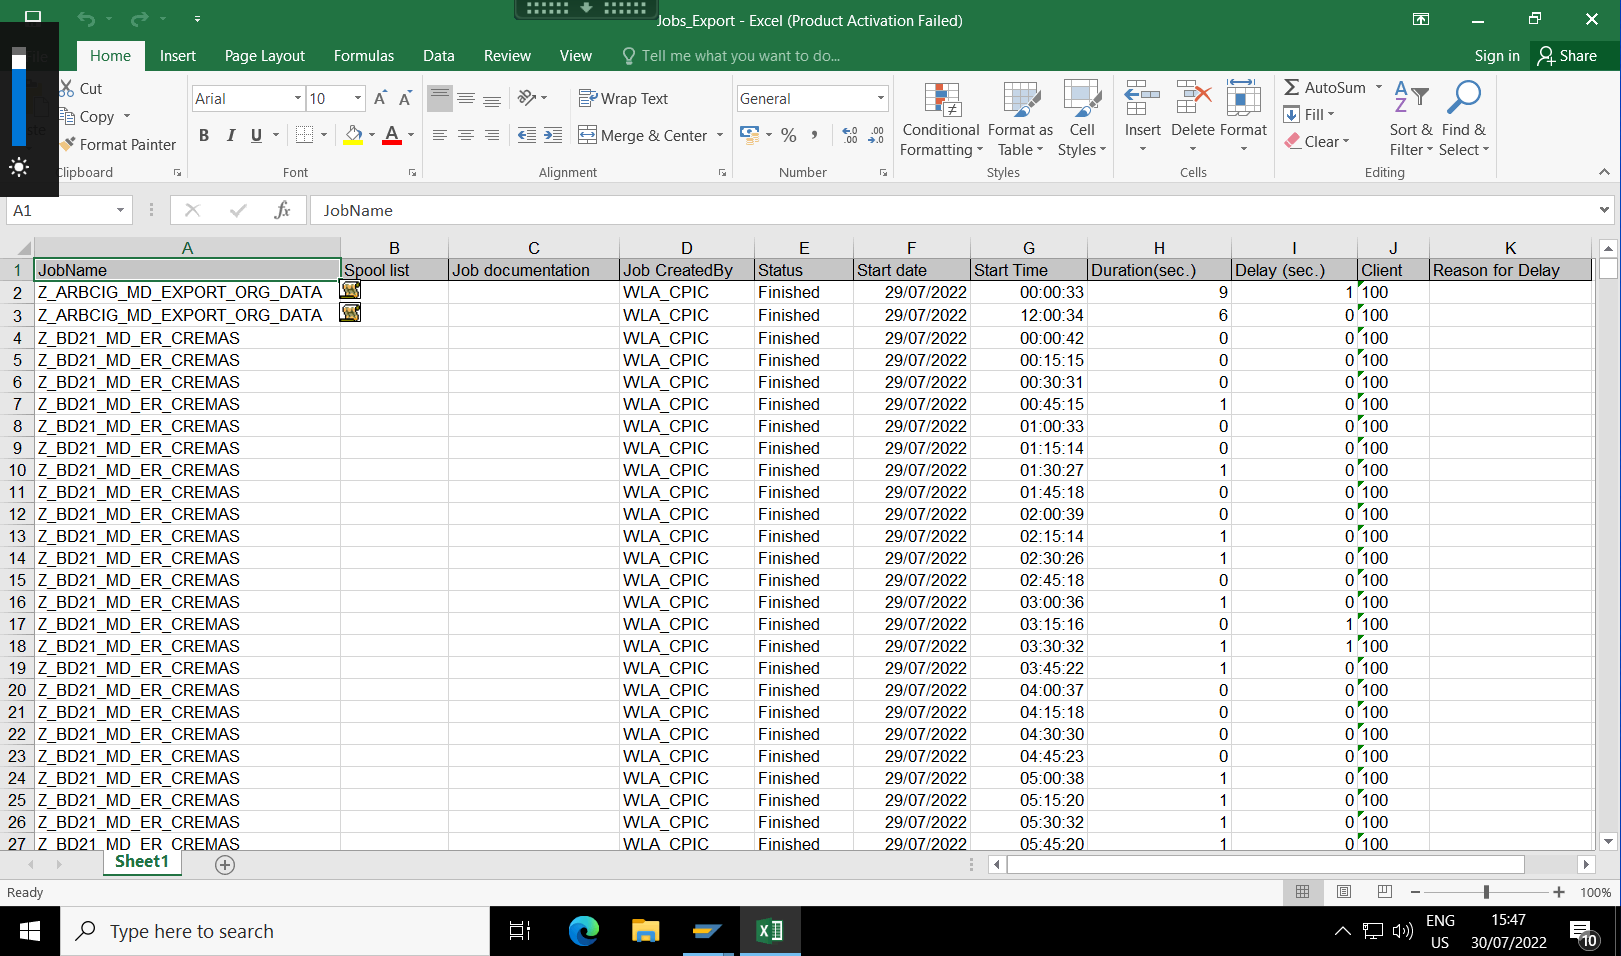 Jobs_Export - Excel (Product Activation Failed)
Home Insert Page Layout Formulas Data Review View Tell me what you want to do... Sign in Share
Cut
Copy
Format Painter
Clipboard
Arial 10
B I U A
Font
Wrap Text
Merge & Center
Alignment
General
Number
Conditional Formatting
Format as Table
Cell Styles
Styles
Insert Delete Format
Cells
AutoSum
Fill
Clear
Sort & Filter
Find & Select
Editing
A1 fx JobName
A B C D E F G H I J K
1 JobName Spool list Job documentation Job CreatedBy Status Start date Start Time Duration(sec.) Delay (sec.) Client Reason for Delay
2 Z_ARBCIG_MD_EXPORT_ORG_DATA WLA_CPIC Finished 29/07/2022 00:00:33 9 1 100
3 Z_ARBCIG_MD_EXPORT_ORG_DATA WLA_CPIC Finished 29/07/2022 12:00:34 6 0 100
4 Z_BD21_MD_ER_CREMAS WLA_CPIC Finished 29/07/2022 00:00:42 0 0 100
5 Z_BD21_MD_ER_CREMAS WLA_CPIC Finished 29/07/2022 00:15:15 0 0 100
6 Z_BD21_MD_ER_CREMAS WLA_CPIC Finished 29/07/2022 00:30:31 0 0 100
7 Z_BD21_MD_ER_CREMAS WLA_CPIC Finished 29/07/2022 00:45:15 1 0 100
8 Z_BD21_MD_ER_CREMAS WLA_CPIC Finished 29/07/2022 01:00:33 0 0 100
9 Z_BD21_MD_ER_CREMAS WLA_CPIC Finished 29/07/2022 01:15:14 0 0 100
10 Z_BD21_MD_ER_CREMAS WLA_CPIC Finished 29/07/2022 01:30:27 1 0 100
11 Z_BD21_MD_ER_CREMAS WLA_CPIC Finished 29/07/2022 01:45:18 0 0 100
12 Z_BD21_MD_ER_CREMAS WLA_CPIC Finished 29/07/2022 02:00:39 0 0 100
13 Z_BD21_MD_ER_CREMAS WLA_CPIC Finished 29/07/2022 02:15:14 1 0 100
14 Z_BD21_MD_ER_CREMAS WLA_CPIC Finished 29/07/2022 02:30:26 1 0 100
15 Z_BD21_MD_ER_CREMAS WLA_CPIC Finished 29/07/2022 02:45:18 0 0 100
16 Z_BD21_MD_ER_CREMAS WLA_CPIC Finished 29/07/2022 03:00:36 1 0 100
17 Z_BD21_MD_ER_CREMAS WLA_CPIC Finished 29/07/2022 03:15:16 0 1 100
18 Z_BD21_MD_ER_CREMAS WLA_CPIC Finished 29/07/2022 03:30:32 1 1 100
19 Z_BD21_MD_ER_CREMAS WLA_CPIC Finished 29/07/2022 03:45:22 1 0 100
20 Z_BD21_MD_ER_CREMAS WLA_CPIC Finished 29/07/2022 04:00:37 0 0 100
21 Z_BD21_MD_ER_CREMAS WLA_CPIC Finished 29/07/2022 04:15:18 0 0 100
22 Z_BD21_MD_ER_CREMAS WLA_CPIC Finished 29/07/2022 04:30:30 0 0 100
23 Z_BD21_MD_ER_CREMAS WLA_CPIC Finished 29/07/2022 04:45:23 0 0 100
24 Z_BD21_MD_ER_CREMAS WLA_CPIC Finished 29/07/2022 05:00:38 1 0 100
25 Z_BD21_MD_ER_CREMAS WLA_CPIC Finished 29/07/2022 05:15:20 1 0 100
26 Z_BD21_MD_ER_CREMAS WLA_CPIC Finished 29/07/2022 05:30:32 1 0 100
27 Z_BD21_MD_ER_CREMAS WLA_CPIC Finished 29/07/2022 05:45:20 1 0 100
Sheet1
Ready 100%
Type here to search
ENG US
15:47
30/07/2022
10